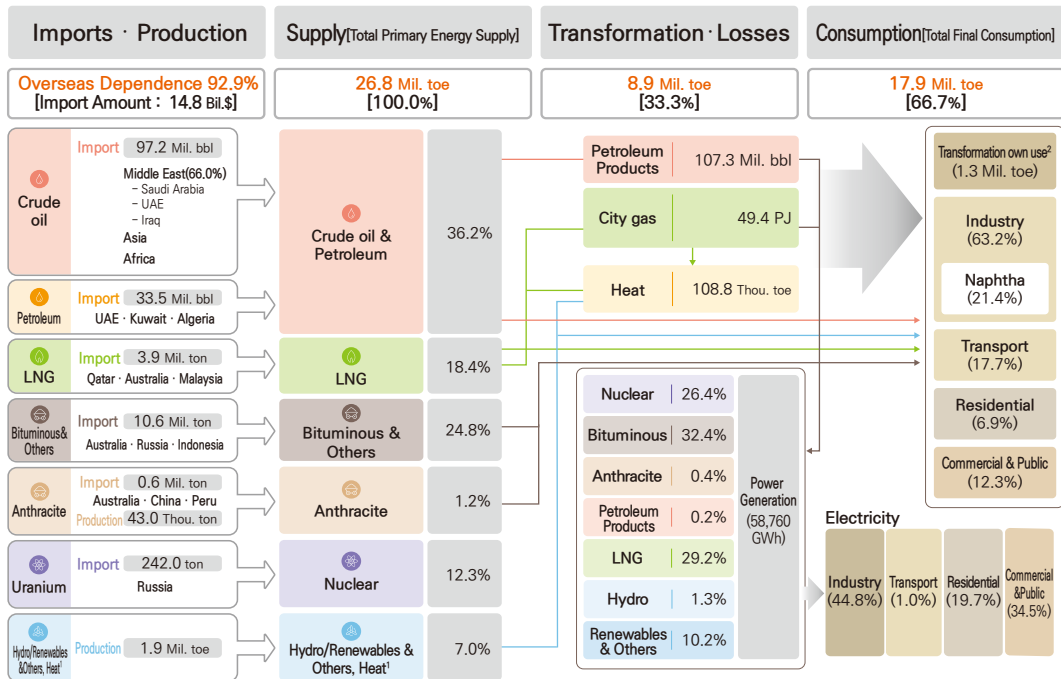 Imports · Production
Supply[Total Primary Energy Supply]
Transformation · Losses
Consumption[Total Final Consumption]
Overseas Dependence 92.9%
[Import Amount : 14.8 Bil.$]
26.8 Mil. toe
[100.0%]
8.9 Mil. toe
[33.3%]
17.9 Mil. toe
[66.7%]
Crude
oil
Import 97.2 Mil. bbl
Middle East(66.0%)
– Saudi Arabia
– UAE
– Iraq
Asia
Africa
Petroleum
Import 33.5 Mil. bbl
UAE · Kuwait · Algeria
LNG
Import 3.9 Mil. ton
Qatar · Australia · Malaysia
Bituminous&
Others
Import 10.6 Mil. ton
Australia · Russia · Indonesia
Anthracite
Import 0.6 Mil. ton
Australia · China · Peru
Production 43.0 Thou. ton
Uranium
Import 242.0 ton
Russia
Hydro/Renewables
&Others, Heat¹
Production 1.9 Mil. toe
Crude oil &
Petroleum
36.2%
LNG
18.4%
Bituminous &
Others
24.8%
Anthracite
1.2%
Nuclear
12.3%
Hydro/Renewables &
Others, Heat¹
7.0%
Petroleum
Products
107.3 Mil. bbl
City gas
49.4 PJ
Heat
108.8 Thou. toe
Nuclear 26.4%
Bituminous 32.4%
Anthracite 0.4%
Petroleum
Products
0.2%
LNG 29.2%
Hydro 1.3%
Renewables
& Others
10.2%
Power
Generation
(58,760
GWh)
Transformation own use²
(1.3 Mil. toe)
Industry
(63.2%)
Naphtha
(21.4%)
Transport
(17.7%)
Residential
(6.9%)
Commercial & Public
(12.3%)
Electricity
Industry
(44.8%)
Transport
(1.0%)
Residential
(19.7%)
Commercial
&Public
(34.5%)